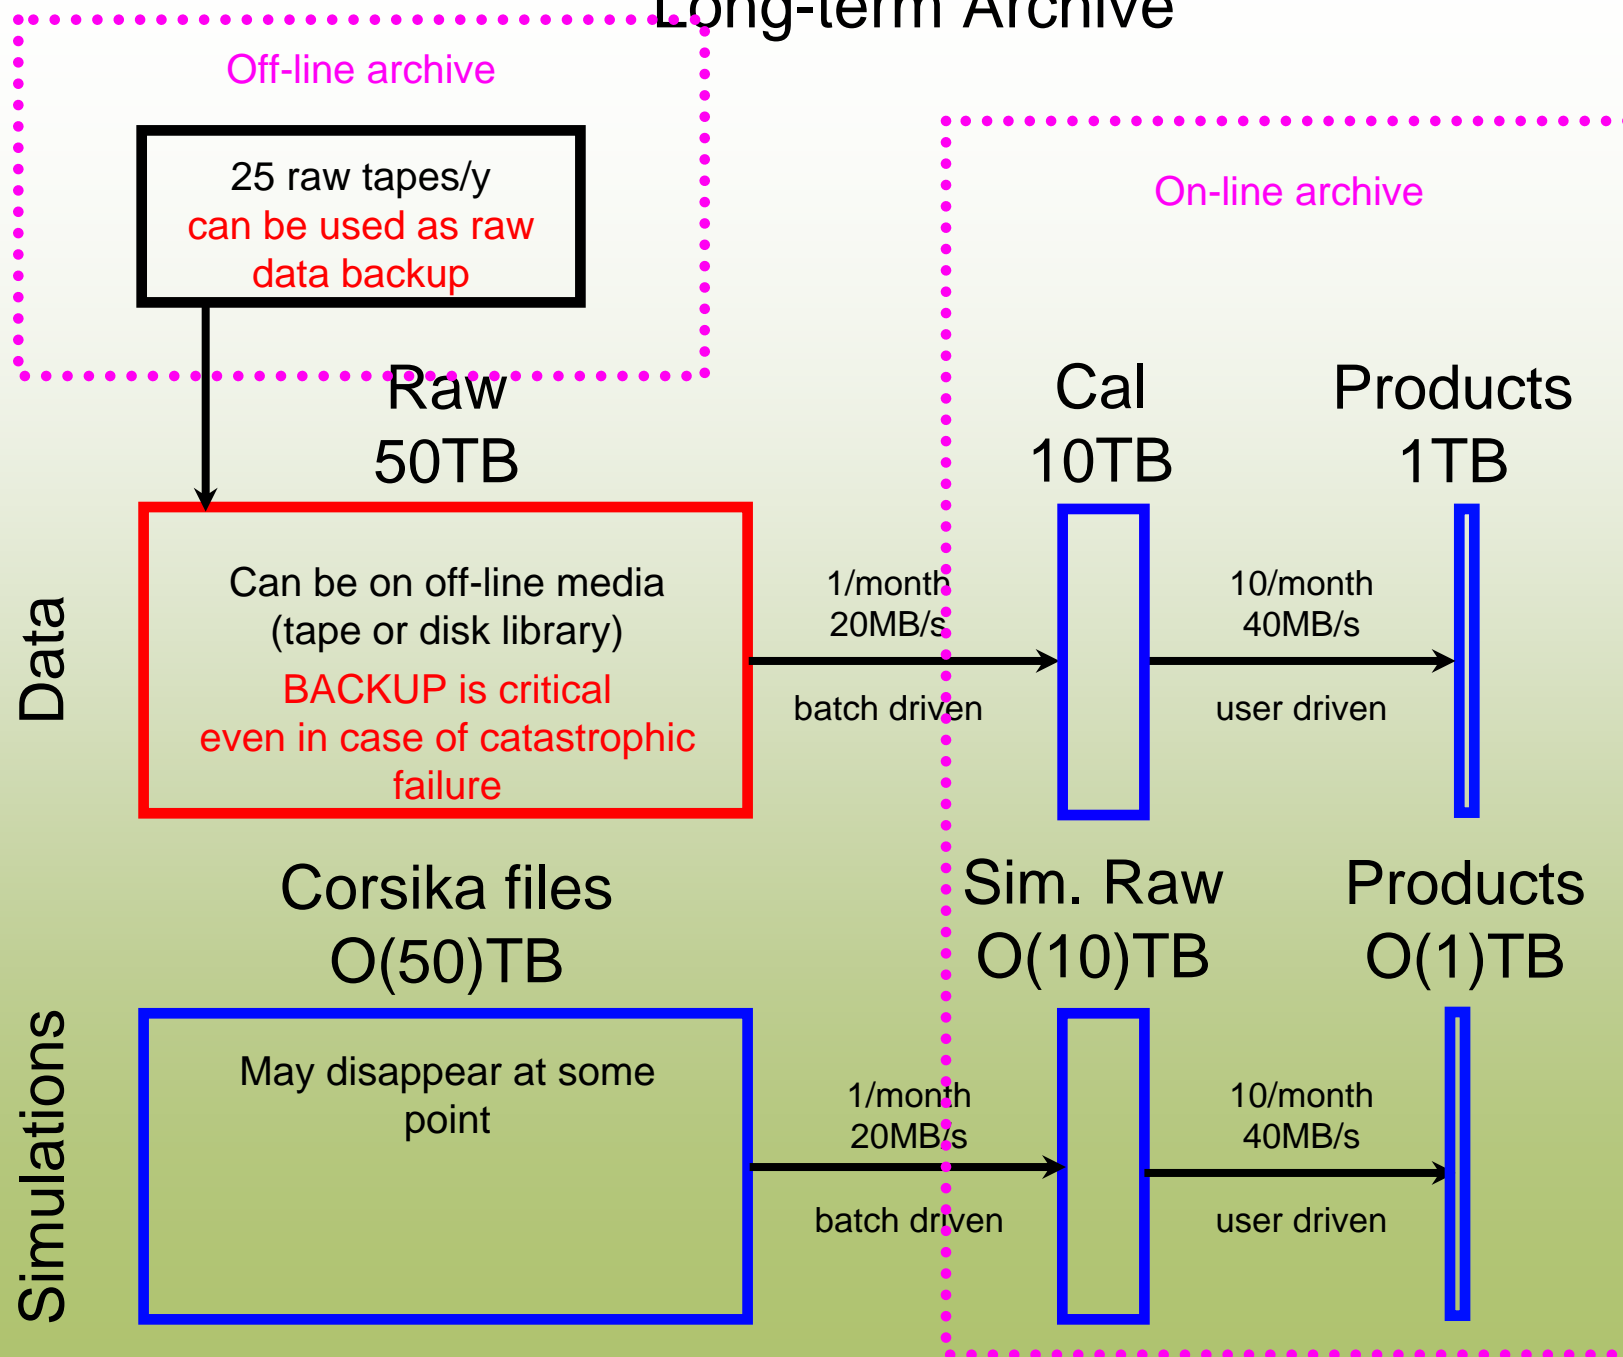 Long-term Archive
Off-line archive
25 raw tapes/y
can be used as raw
data backup
On-line archive
Raw
50TB
Cal
10TB
Products
1TB
Data
Can be on off-line media
(tape or disk library)
BACKUP is critical
even in case of catastrophic
failure
1/month
20MB/s
batch driven
10/month
40MB/s
user driven
Corsika files
O(50)TB
Sim. Raw
O(10)TB
Products
O(1)TB
Simulations
May disappear at some
point
1/month
20MB/s
batch driven
10/month
40MB/s
user driven